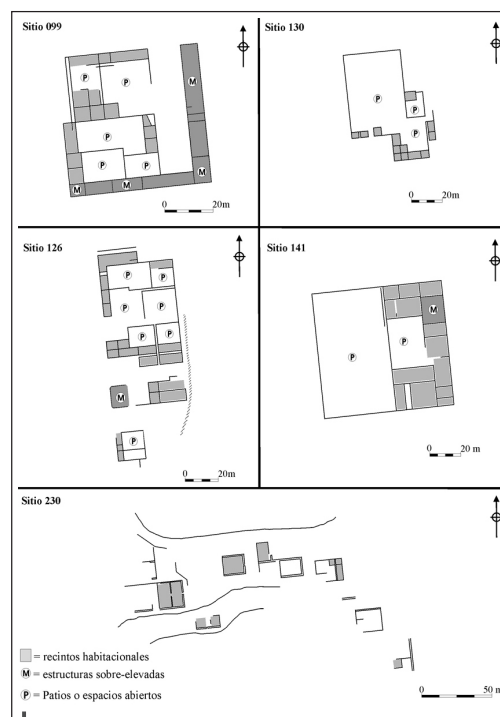 Sitio 099
P
P
M
P
P
P
M
M
M
0 20m
Sitio 130
P
P
P
0 20m
Sitio 126
P
P
P
P
P
P
M
P
0 20m
Sitio 141
M
P
P
0 20 m
Sitio 230
= recintos habitacionales
M = estructuras sobre-elevadas
P = Patios o espacios abiertos
0 50 m